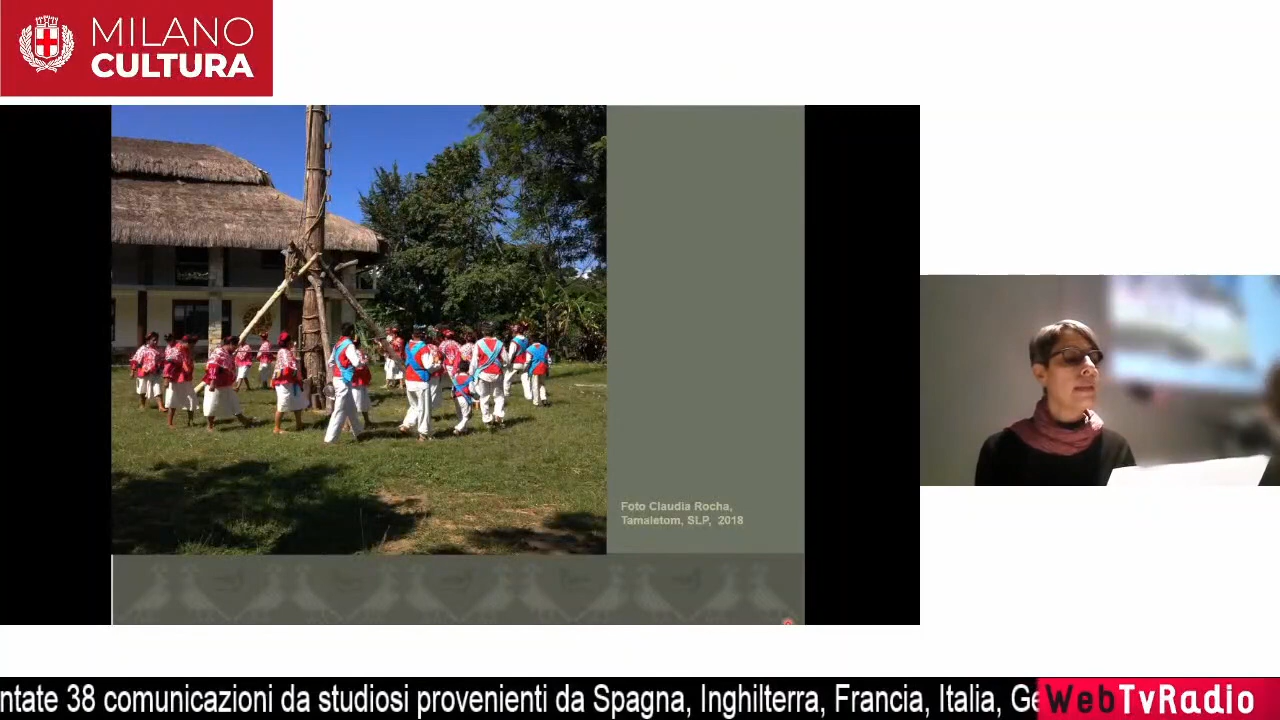 MILANO
CULTURA
Foto Claudia Rocha,
Tamaletom, SLP, 2018
ntate 38 comunicazioni da studiosi provenienti da Spagna, Inghilterra, Francia, Italia, Ge
WebTvRadio